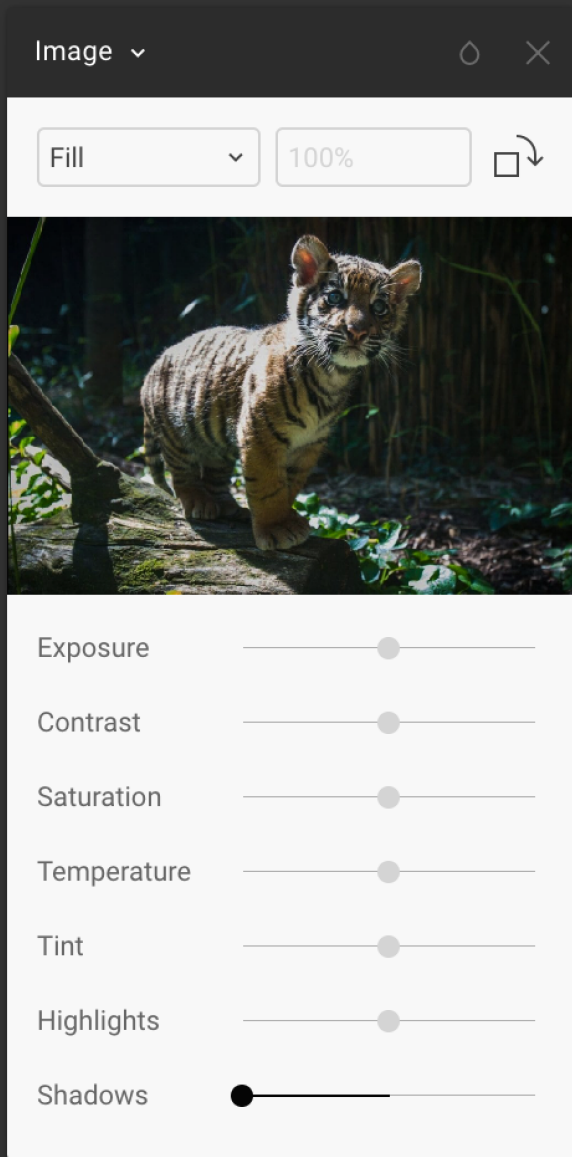 Image
Fill
100%
Exposure
Contrast
Saturation
Temperature
Tint
Highlights
Shadows